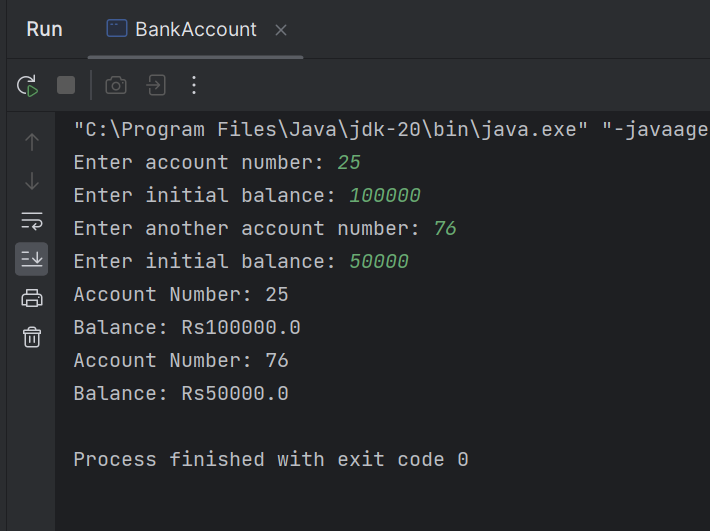 Run BankAccount
"C:\Program Files\Java\jdk-20\bin\java.exe" "-javaage
Enter account number: 25
Enter initial balance: 100000
Enter another account number: 76
Enter initial balance: 50000
Account Number: 25
Balance: Rs100000.0
Account Number: 76
Balance: Rs50000.0
Process finished with exit code 0